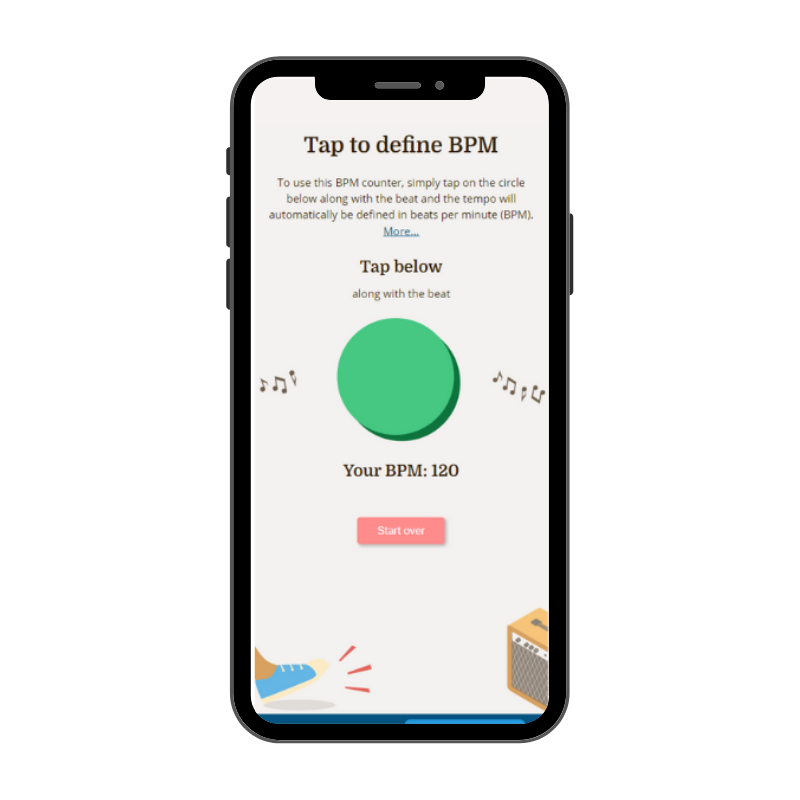 Tap to define BPM
To use this BPM counter, simply tap on the circle
below along with the beat and the tempo will
automatically be defined in beats per minute (BPM).
More...
Tap below
along with the beat
Your BPM: 120
Start over